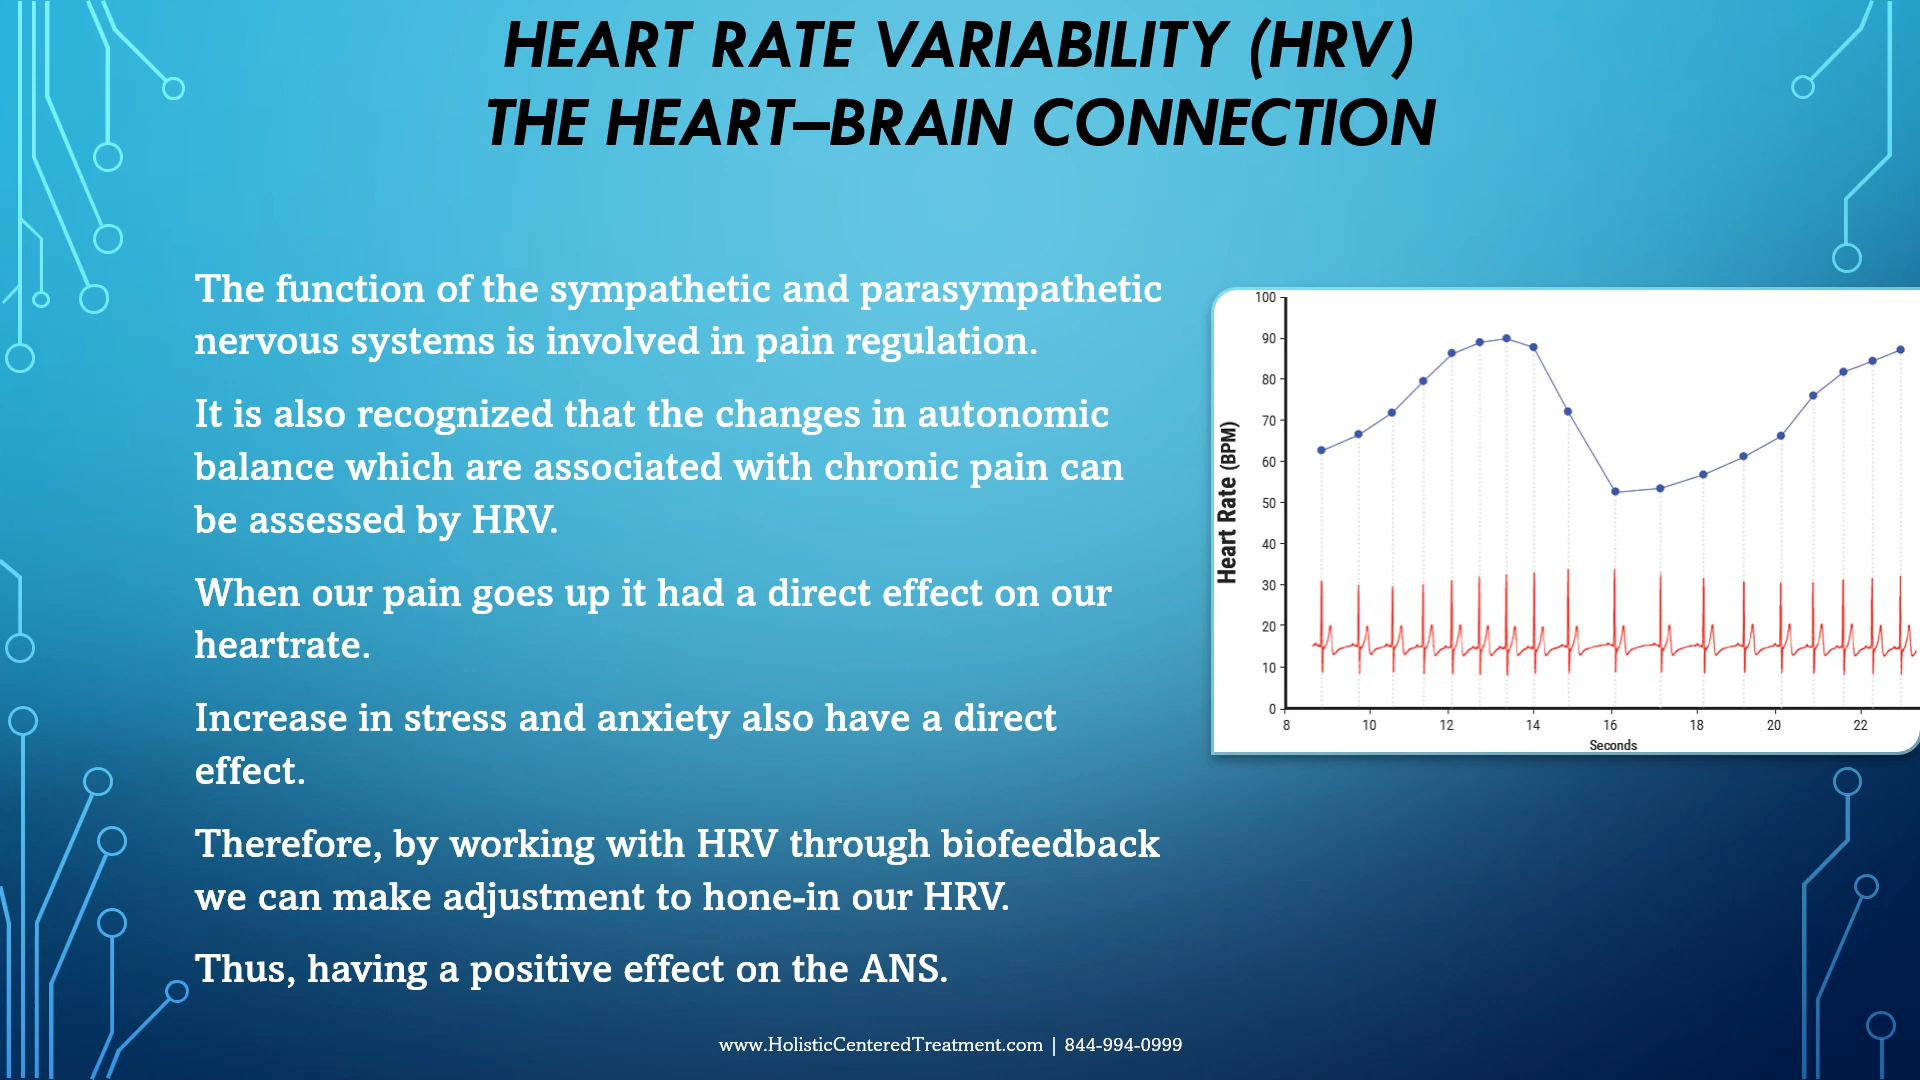 HEART RATE VARIABILITY (HRV)
THE HEART–BRAIN CONNECTION
The function of the sympathetic and parasympathetic
nervous systems is involved in pain regulation.
It is also recognized that the changes in autonomic
balance which are associated with chronic pain can
be assessed by HRV.
When our pain goes up it had a direct effect on our
heartrate.
Increase in stress and anxiety also have a direct
effect.
Therefore, by working with HRV through biofeedback
we can make adjustment to hone-in our HRV.
Thus, having a positive effect on the ANS.
Heart Rate (BPM)
100
90
80
70
60
50
40
30
20
10
0
8 10 12 14 16 18 20 22
Seconds
www.HolisticCenteredTreatment.com | 844-994-0999